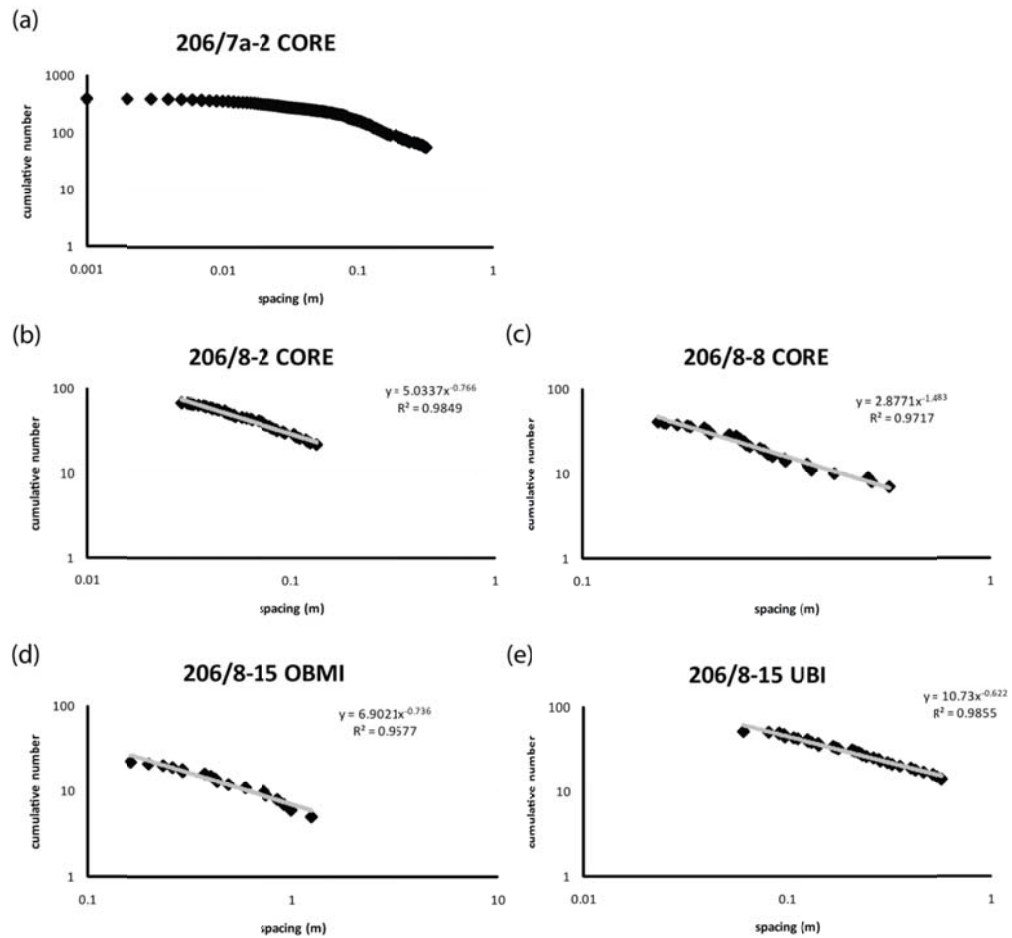 (a)
206/7a-2 CORE
1000
100
10
1
cumulative number
0.001
0.01
0.1
1
spacing (m)
(b)
206/8-2 CORE
y = 5.0337x^-0.766
R² = 0.9849
100
10
1
cumulative number
0.01
0.1
1
spacing (m)
(c)
206/8-8 CORE
y = 2.8771x^-1.483
R² = 0.9717
100
10
1
cumulative number
0.1
1
spacing (m)
(d)
206/8-15 OBMI
y = 6.9021x^-0.736
R² = 0.9577
100
10
1
cumulative number
0.1
1
10
spacing (m)
(e)
206/8-15 UBI
y = 10.73x^-0.622
R² = 0.9855
100
10
1
cumulative number
0.01
0.1
1
spacing (m)